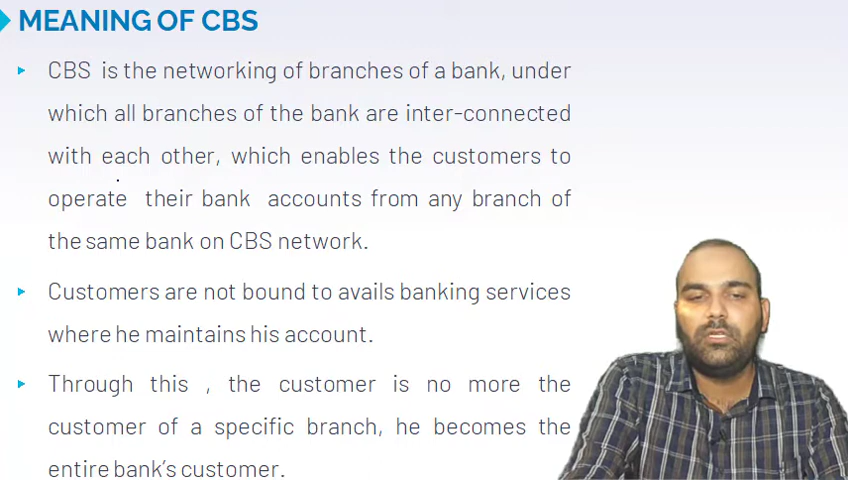 MEANING OF CBS
CBS is the networking of branches of a bank, under
which all branches of the bank are inter-connected
with each other, which enables the customers to
operate their bank accounts from any branch of
the same bank on CBS network.
Customers are not bound to avails banking services
where he maintains his account.
Through this , the customer is no more the
customer of a specific branch, he becomes the
entire bank's customer.